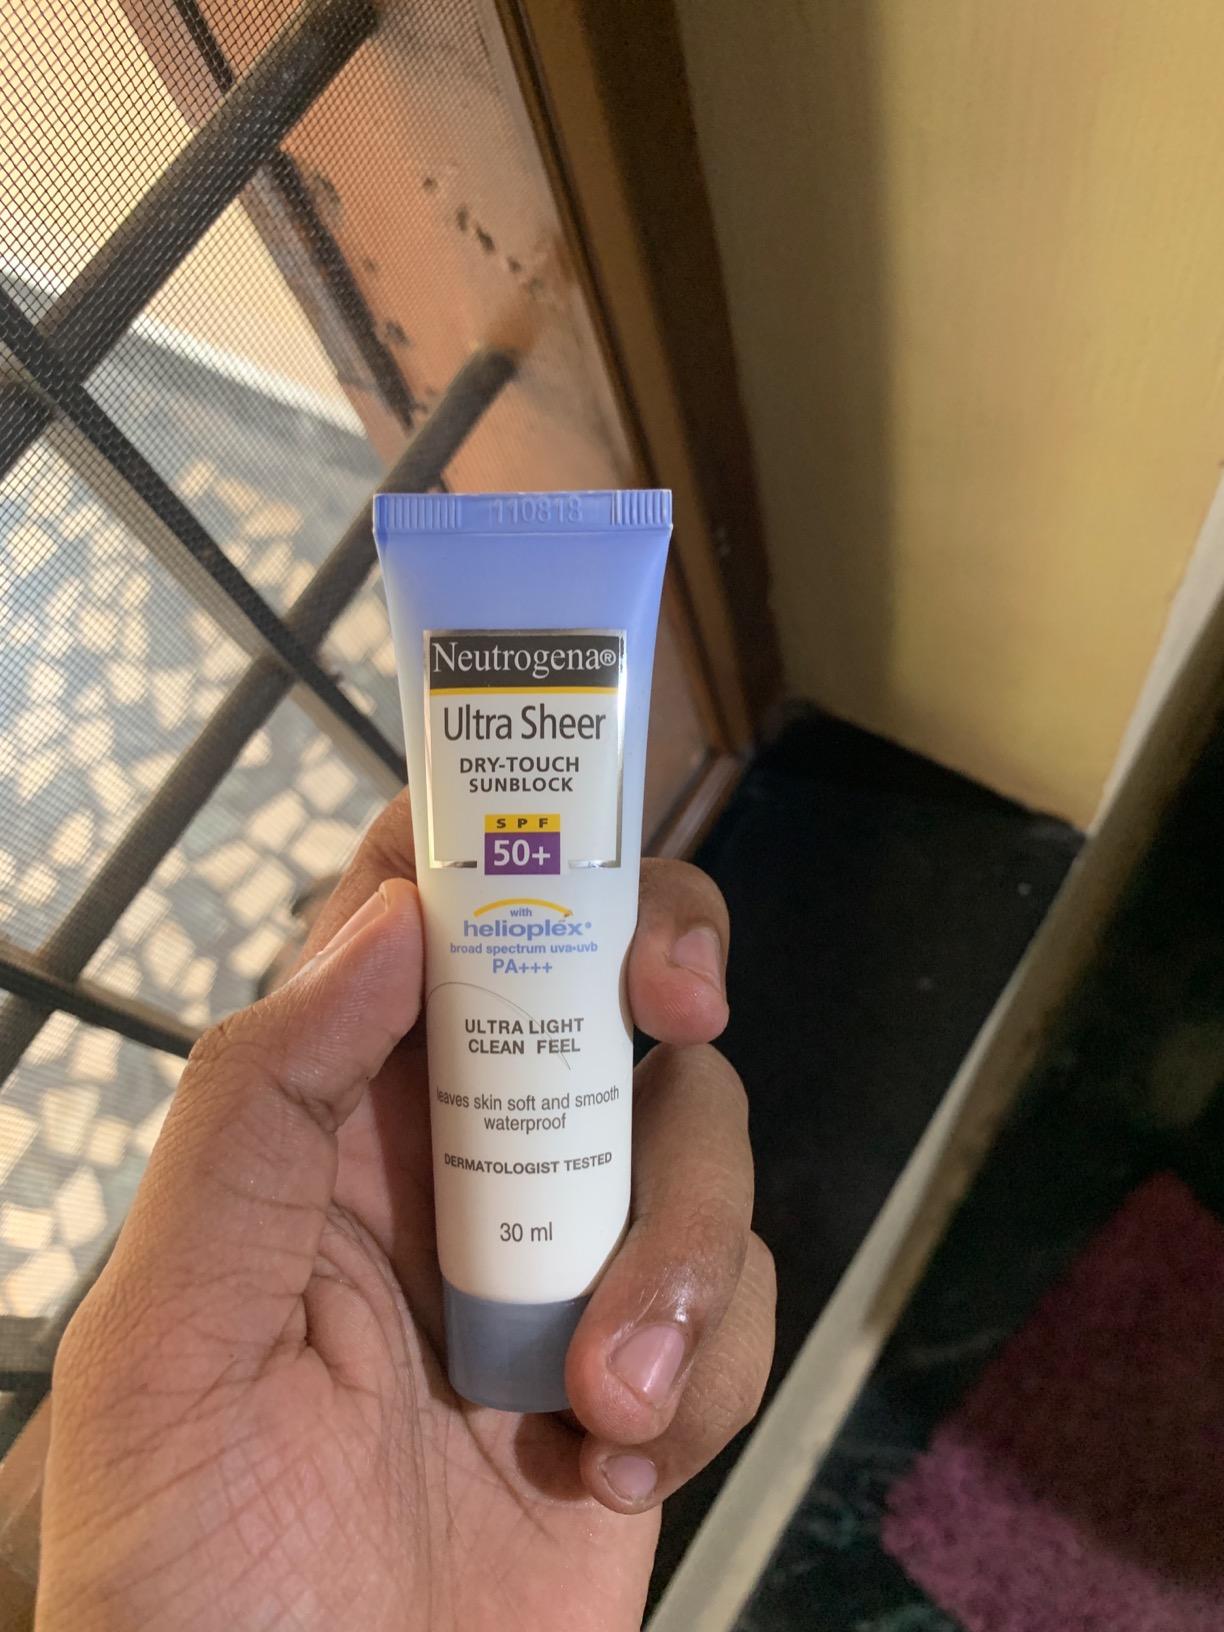 110818
Neutrogena®
Ultra Sheer
DRY-TOUCH
SUNBLOCK
SPF
50+
with
helioplex®
broad spectrum uva•uvb
PA+++
ULTRA LIGHT
CLEAN FEEL
leaves skin soft and smooth
waterproof
DERMATOLOGIST TESTED
30 ml